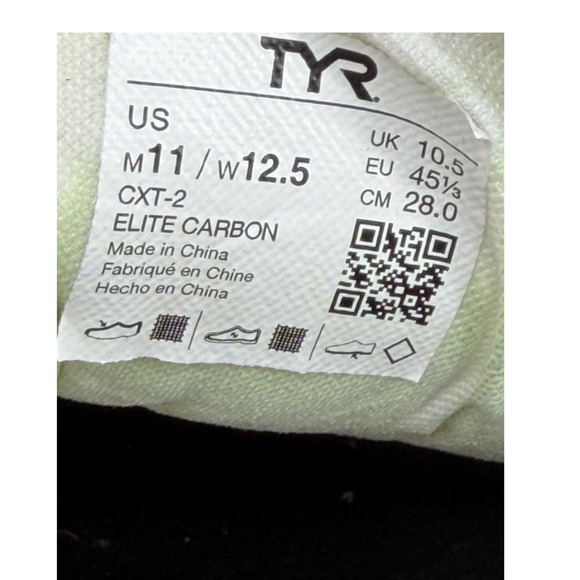 TYR
US
M11 / W12.5
CXT-2
ELITE CARBON
Made in China
Fabriqué en Chine
Hecho en China
UK 10.5
EU 45⅓
CM 28.0